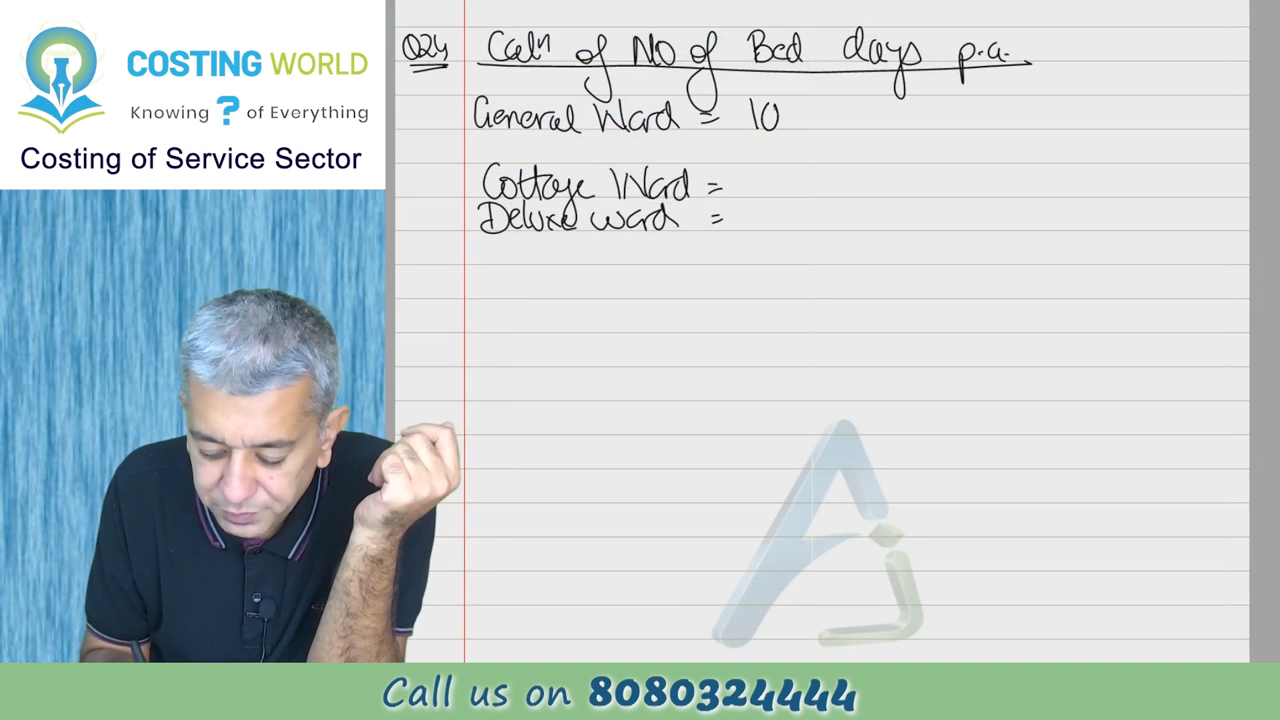 COSTING WORLD
Knowing ? of Everything
Costing of Service Sector
Q24 Calⁿ of No of Bed days p.a.
General Ward = 10
Cottage Ward =
Deluxe ward =
Call us on 8080324444